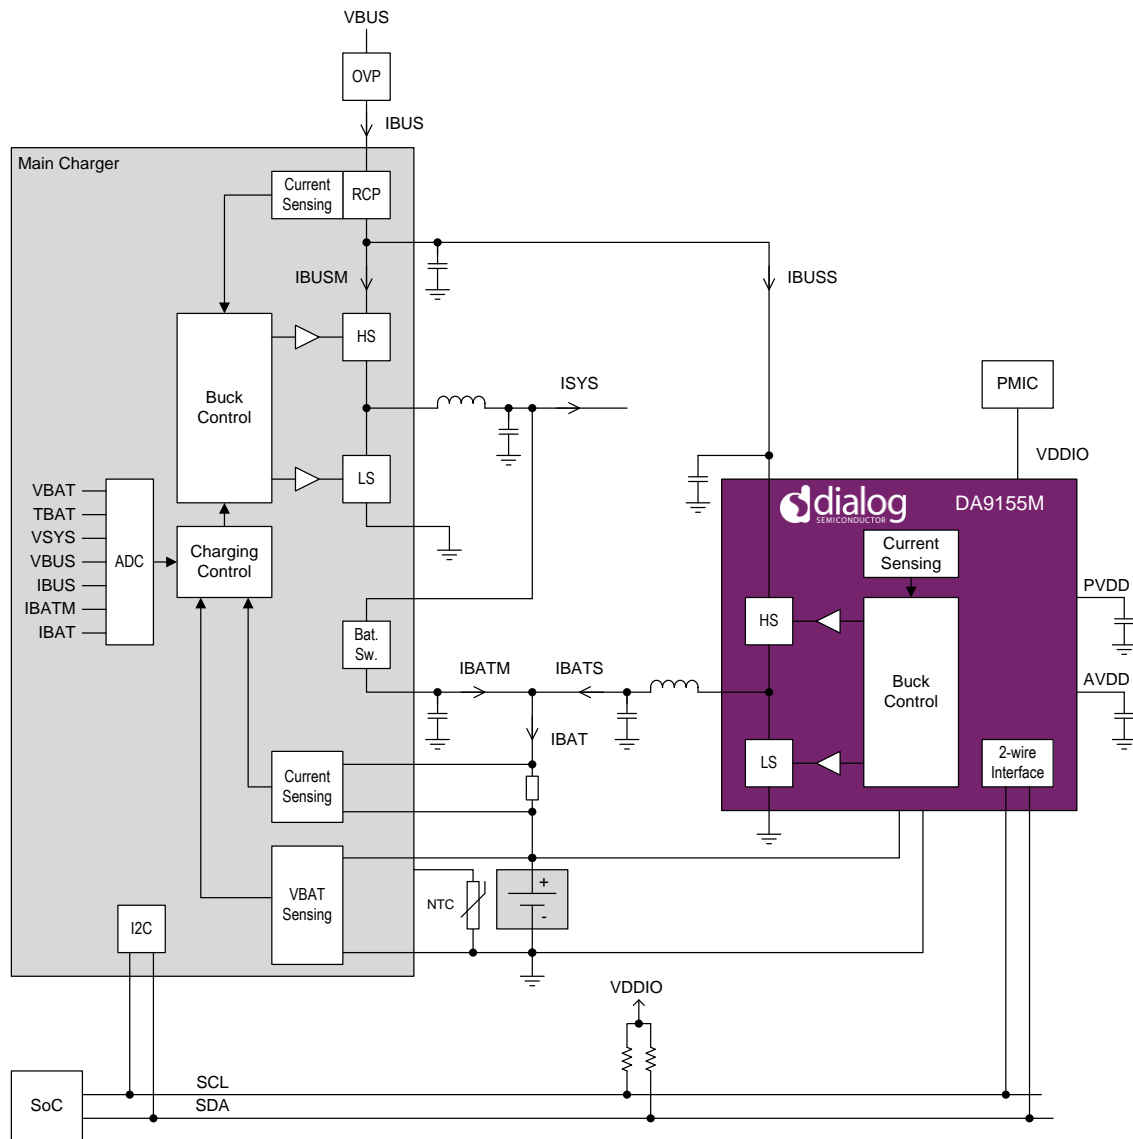 VBUS
OVP
IBUS
Main Charger
Current
Sensing
RCP
IBUSM
IBUSS
HS
Buck
Control
ISYS
PMIC
LS
VDDIO
VBAT
TBAT
VSYS
VBUS
IBUS
IBATM
IBAT
ADC
Charging
Control
dialog
SEMICONDUCTOR
DA9155M
Current
Sensing
PVDD
HS
Bat.
Sw.
IBATM
IBATS
Buck
Control
AVDD
IBAT
LS
2-wire
Interface
Current
Sensing
VBAT
Sensing
NTC
+
-
I2C
VDDIO
SCL
SDA
SoC